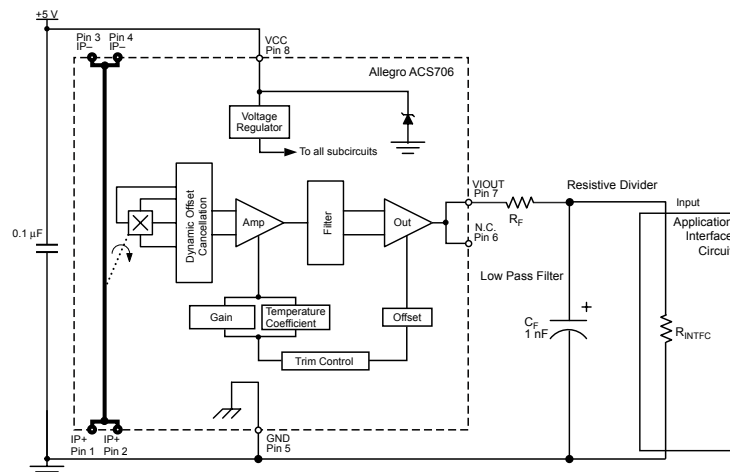 +5 V
Pin 3 Pin 4
IP– IP–
VCC
Pin 8
Allegro ACS706
Voltage
Regulator
To all subcircuits
Dynamic Offset
Cancellation
Amp
Filter
Out
VIOUT
Pin 7
N.C.
Pin 6
RF
Resistive Divider
Input
Application
Interface
Circuit
0.1 µF
Low Pass Filter
Gain
Temperature
Coefficient
Offset
Trim Control
CF
1 nF
+
RINTFC
IP+ IP+
Pin 1 Pin 2
GND
Pin 5